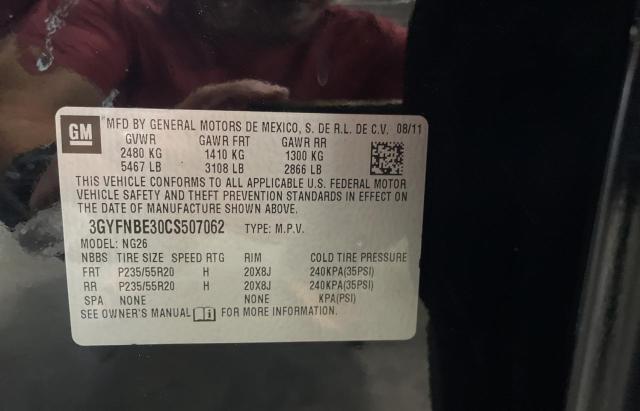 GM
MFD BY GENERAL MOTORS DE MEXICO, S. DE R.L. DE C.V. 08/11
GVWR GAWR FRT GAWR RR
2480 KG 1410 KG 1300 KG
5467 LB 3108 LB 2866 LB
THIS VEHICLE CONFORMS TO ALL APPLICABLE U.S. FEDERAL MOTOR
VEHICLE SAFETY AND THEFT PREVENTION STANDARDS IN EFFECT ON
THE DATE OF MANUFACTURE SHOWN ABOVE.
3GYFNBE30CS507062 TYPE: M.P.V.
MODEL: NG26
NBBS TIRE SIZE SPEED RTG RIM COLD TIRE PRESSURE
FRT P235/55R20 H 20X8J 240KPA(35PSI)
RR P235/55R20 H 20X8J 240KPA(35PSI)
SPA NONE NONE KPA(PSI)
SEE OWNER'S MANUAL FOR MORE INFORMATION.